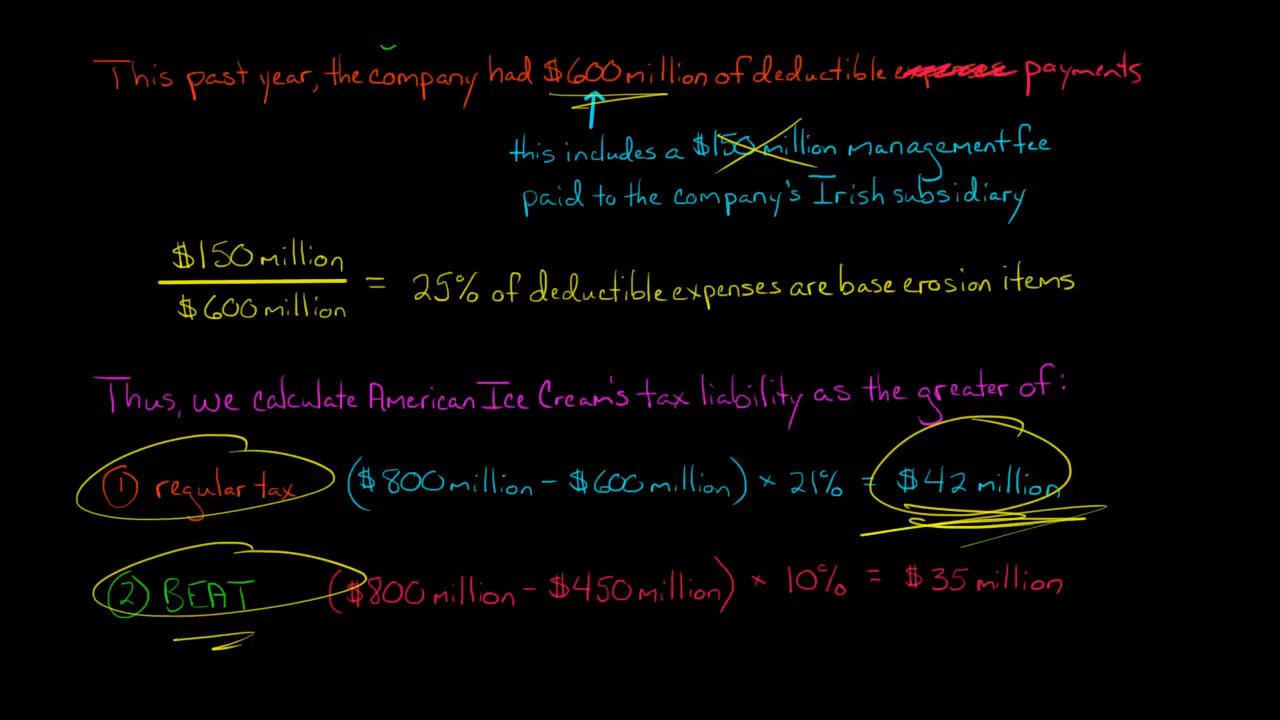 This past year, the company had $600 million of deductible payments
this includes a $150 million management fee
paid to the company's Irish subsidiary
$150 million
$600 million
= 25% of deductible expenses are base erosion items
Thus, we calculate American Ice Cream's tax liability as the greater of:
① regular tax ($800 million - $600 million) × 21% = $42 million
② BEAT ($800 million - $450 million) × 10% = $35 million